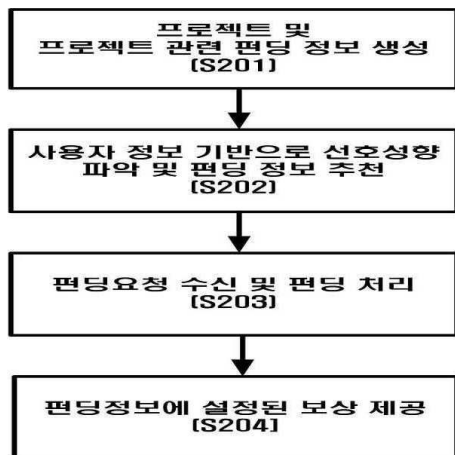 프로젝트 및
프로젝트 관련 펀딩 정보 생성
(S201)
사용자 정보 기반으로 선호성향
파악 및 펀딩 정보 추천
(S202)
펀딩요청 수신 및 펀딩 처리
(S203)
펀딩정보에 설정된 보상 제공
(S204)